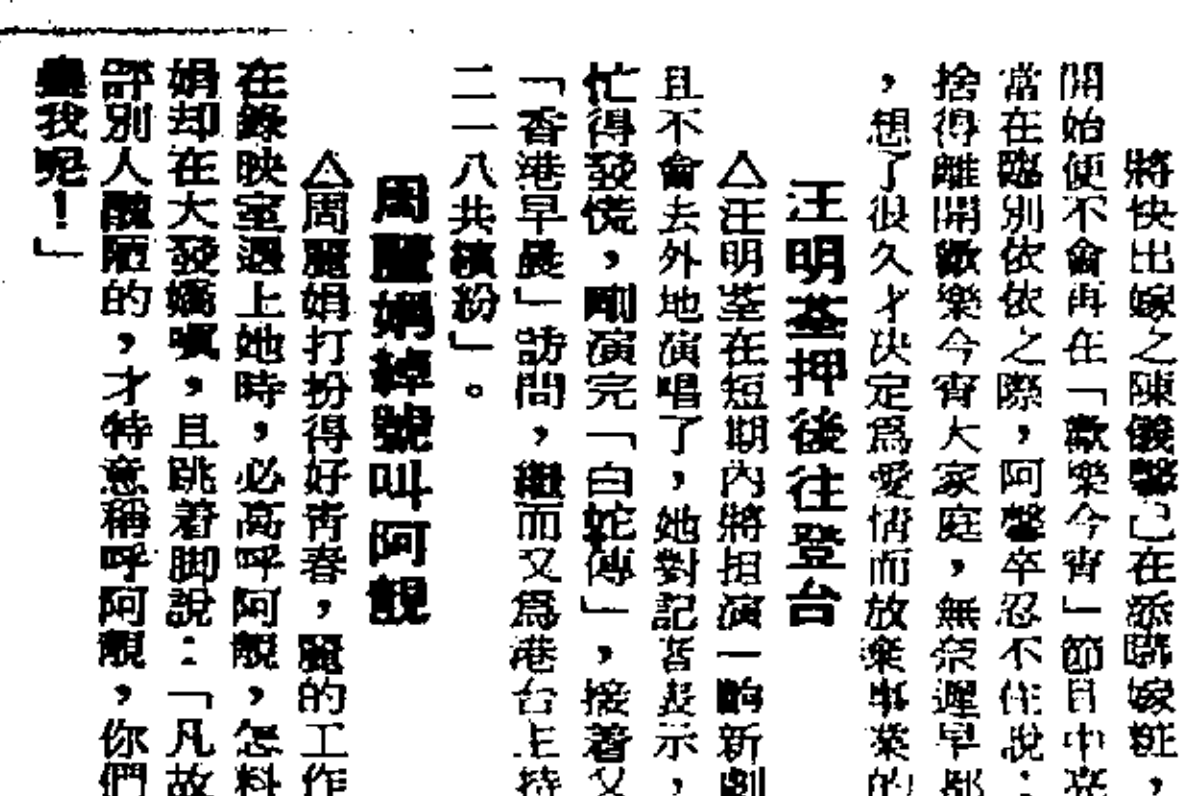 將快出嫁之陳儀馨已在添購嫁粧，
開始便不會再在「歡樂今宵」節目中亮
當在臨別依依之際，阿馨卒忍不住說：
捨得離開歡樂今宵大家庭，無奈遲早都
，想了很久才決定爲愛情而放棄事業的
汪明荃押後往登台
△汪明荃在短期內將担演一齣新劇
且不會去外地演唱了，她對記者表示，
忙得發慌，剛演完「白蛇傳」，接着又
「香港早晨」訪問，繼而又爲港台主持
二一八共繽紛」。
周麗娟綽號叫阿靚
△周麗娟打扮得好青春，麗的工作
在錄映室遇上她時，必高呼阿靚，怎料
娟却在大發嬌嗔，且跳着脚說：「凡故
評別人醜陋的，才特意稱呼阿靚，你們
蠱我呢！」